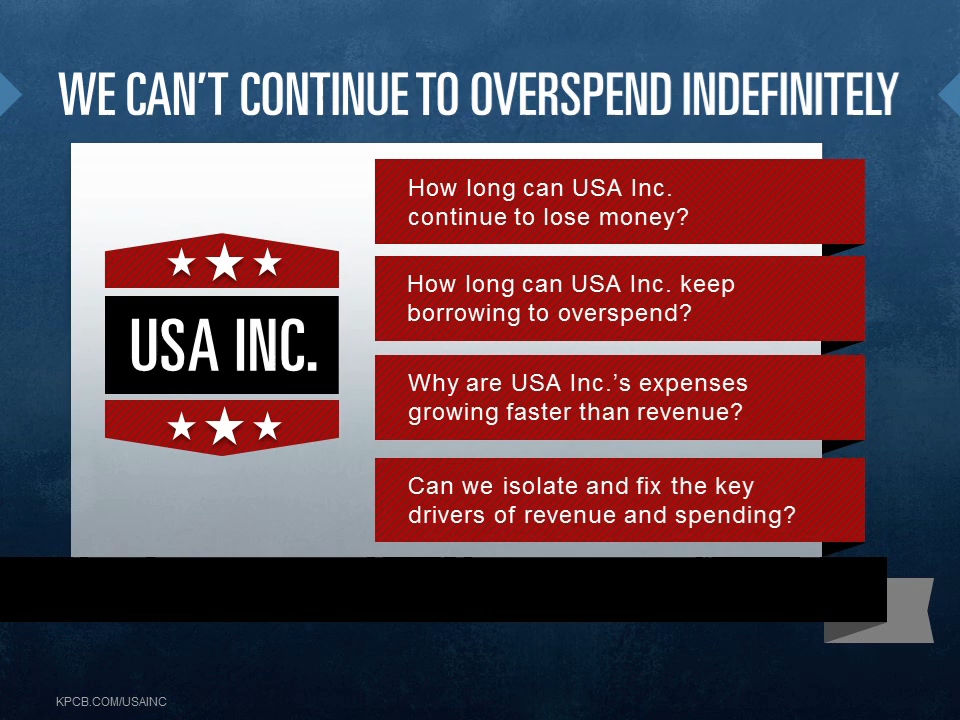 WE CAN'T CONTINUE TO OVERSPEND INDEFINITELY
How long can USA Inc.
continue to lose money?
USA INC.
How long can USA Inc. keep
borrowing to overspend?
Why are USA Inc.’s expenses
growing faster than revenue?
Can we isolate and fix the key
drivers of revenue and spending?
KPCB.COM/USAINC